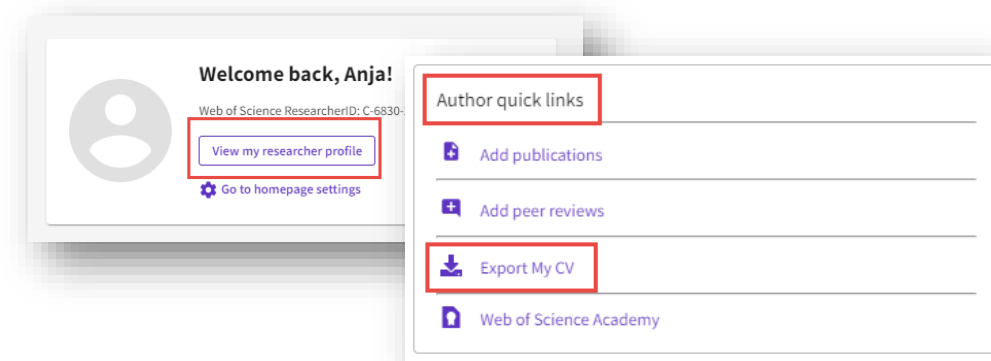 Welcome back, Anja!
Web of Science ResearcherID: C-6830-
View my researcher profile
Go to homepage settings
Author quick links
Add publications
Add peer reviews
Export My CV
Web of Science Academy